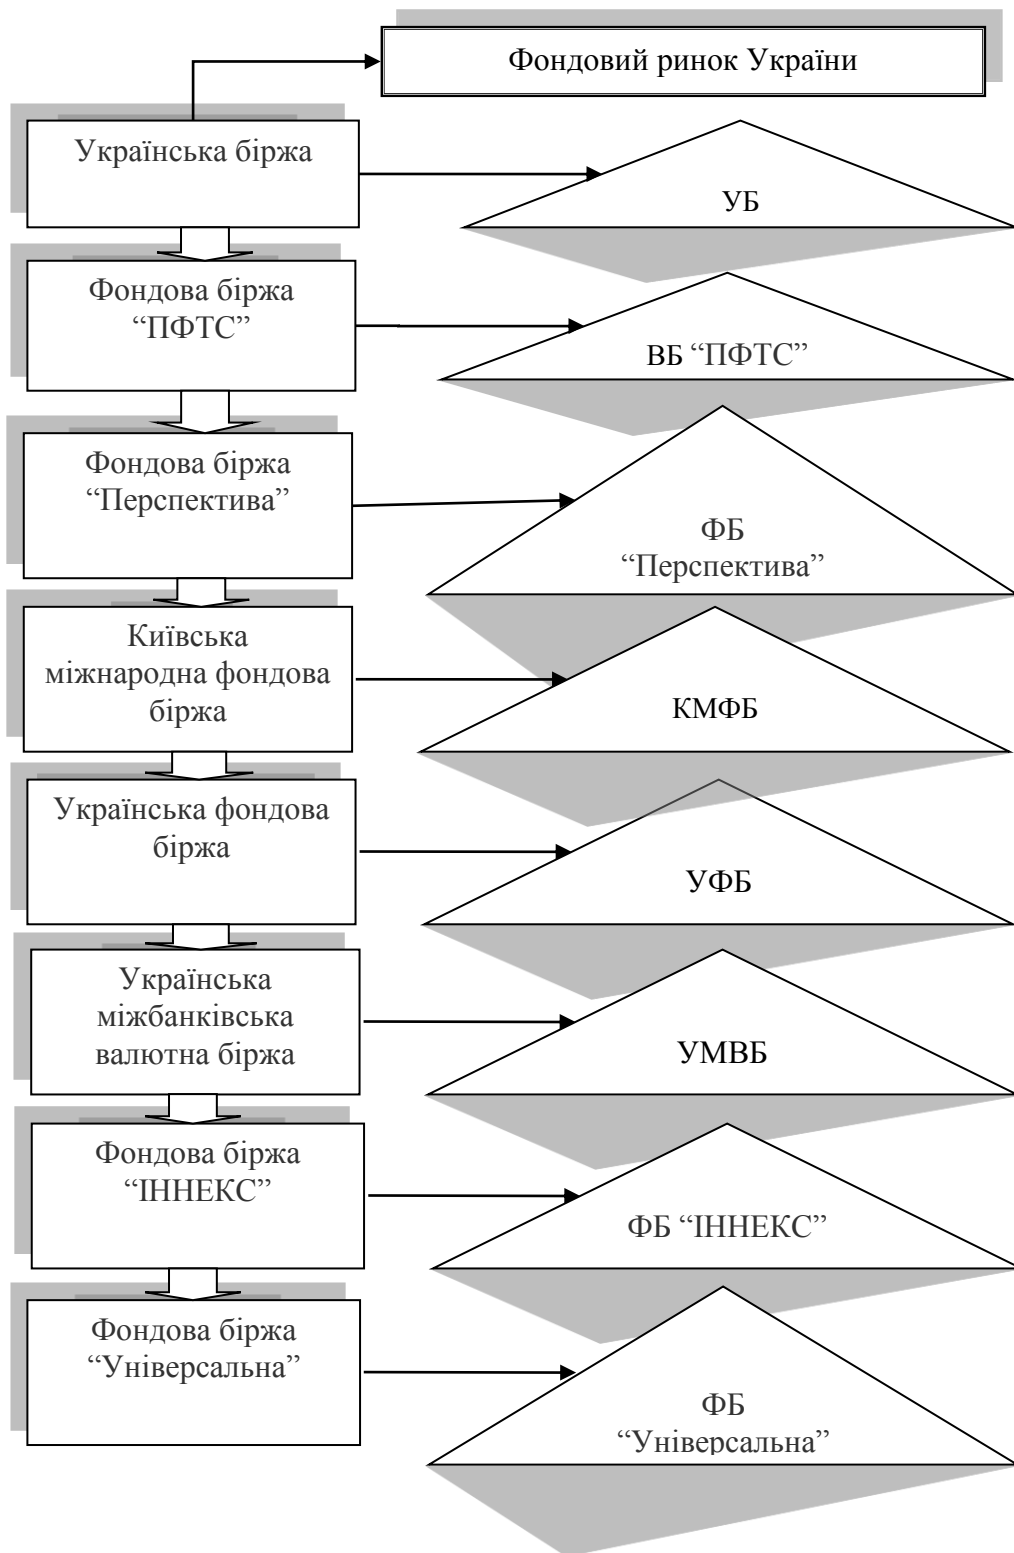 Фондовий ринок України
Українська біржа
УБ
Фондова біржа
“ПФТС”
ВБ “ПФТС”
Фондова біржа
“Перспектива”
ФБ
“Перспектива”
Київська
міжнародна фондова
біржа
КМФБ
Українська фондова
біржа
УФБ
Українська
міжбанківська
валютна біржа
УМВБ
Фондова біржа
“ІННЕКС”
ФБ “ІННЕКС”
Фондова біржа
“Універсальна”
ФБ
“Універсальна”